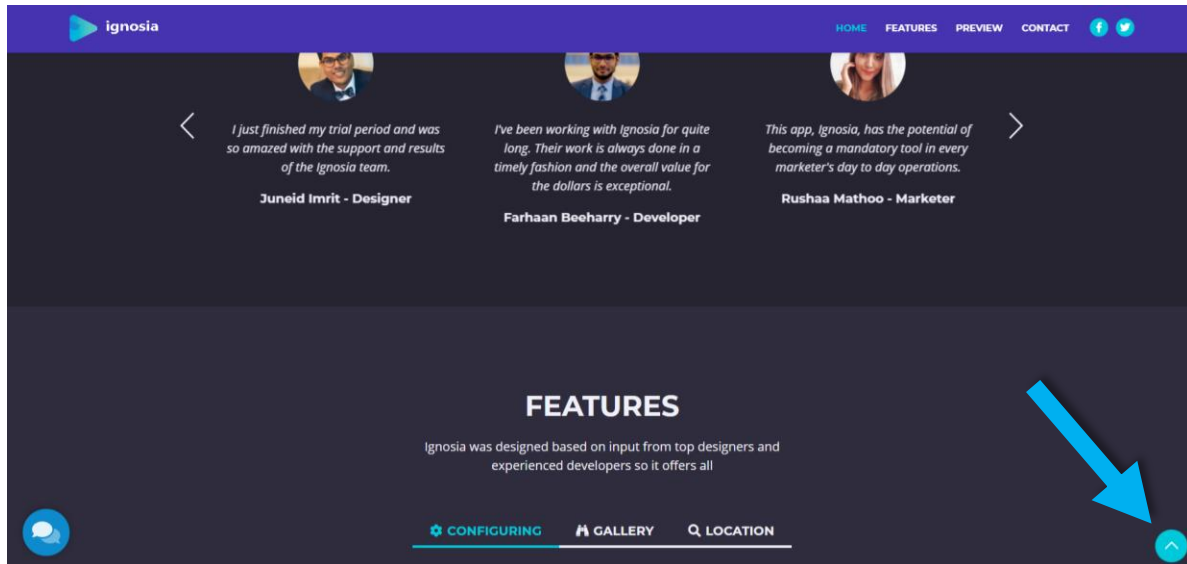 ignosia
HOME FEATURES PREVIEW CONTACT
I just finished my trial period and was
so amazed with the support and results
of the Ignosia team.
Juneid Imrit - Designer
I've been working with Ignosia for quite
long. Their work is always done in a
timely fashion and the overall value for
the dollars is exceptional.
Farhaan Beeharry - Developer
This app, Ignosia, has the potential of
becoming a mandatory tool in every
marketer's day to day operations.
Rushaa Mathoo - Marketer
FEATURES
Ignosia was designed based on input from top designers and
experienced developers so it offers all
CONFIGURING GALLERY LOCATION